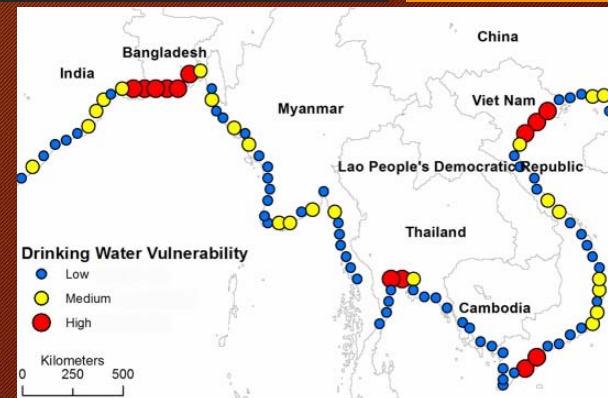 China
Bangladesh
India
Viet Nam
Myanmar
Lao People's Democratic Republic
Thailand
Drinking Water Vulnerability
Low
Medium
High
Cambodia
Kilometers
0 250 500